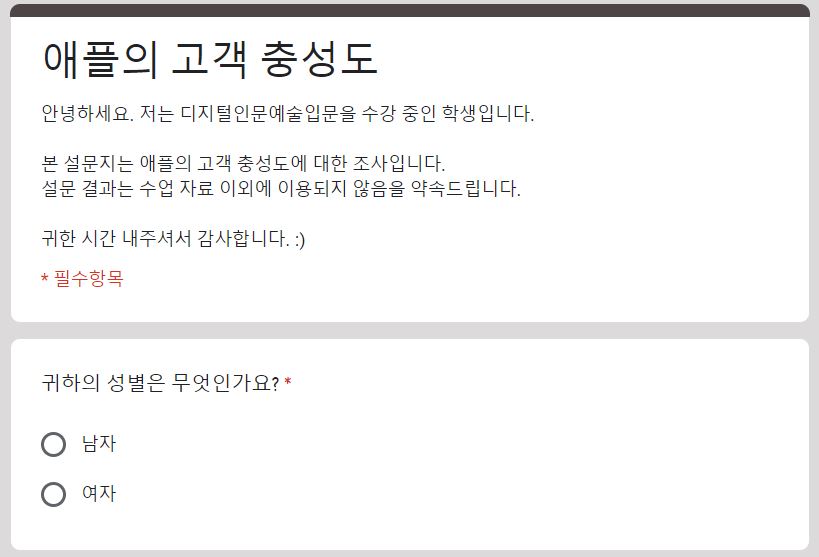 애플의 고객 충성도
안녕하세요. 저는 디지털인문예술입문을 수강 중인 학생입니다.
본 설문지는 애플의 고객 충성도에 대한 조사입니다.
설문 결과는 수업 자료 이외에 이용되지 않음을 약속드립니다.
귀한 시간 내주셔서 감사합니다. :)
* 필수항목
귀하의 성별은 무엇인가요? *
남자
여자